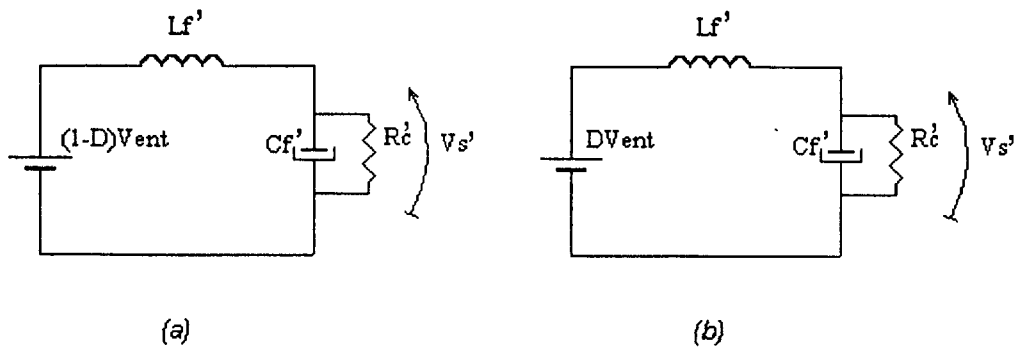 Lf'
(1-D)Vent
Cf'
Rc'
Vs'
(a)
Lf'
DVent
Cf'
Rc'
Vs'
(b)